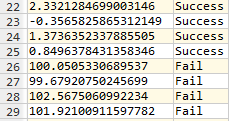 22 2.3321284699003146 Success
23 -0.3565825865312149 Success
24 1.3736352337885505 Success
25 0.8496378431358346 Success
26 100.0505330689537 Fail
27 99.67920750245699 Fail
28 102.5675060992234 Fail
29 101.92100911597782 Fail